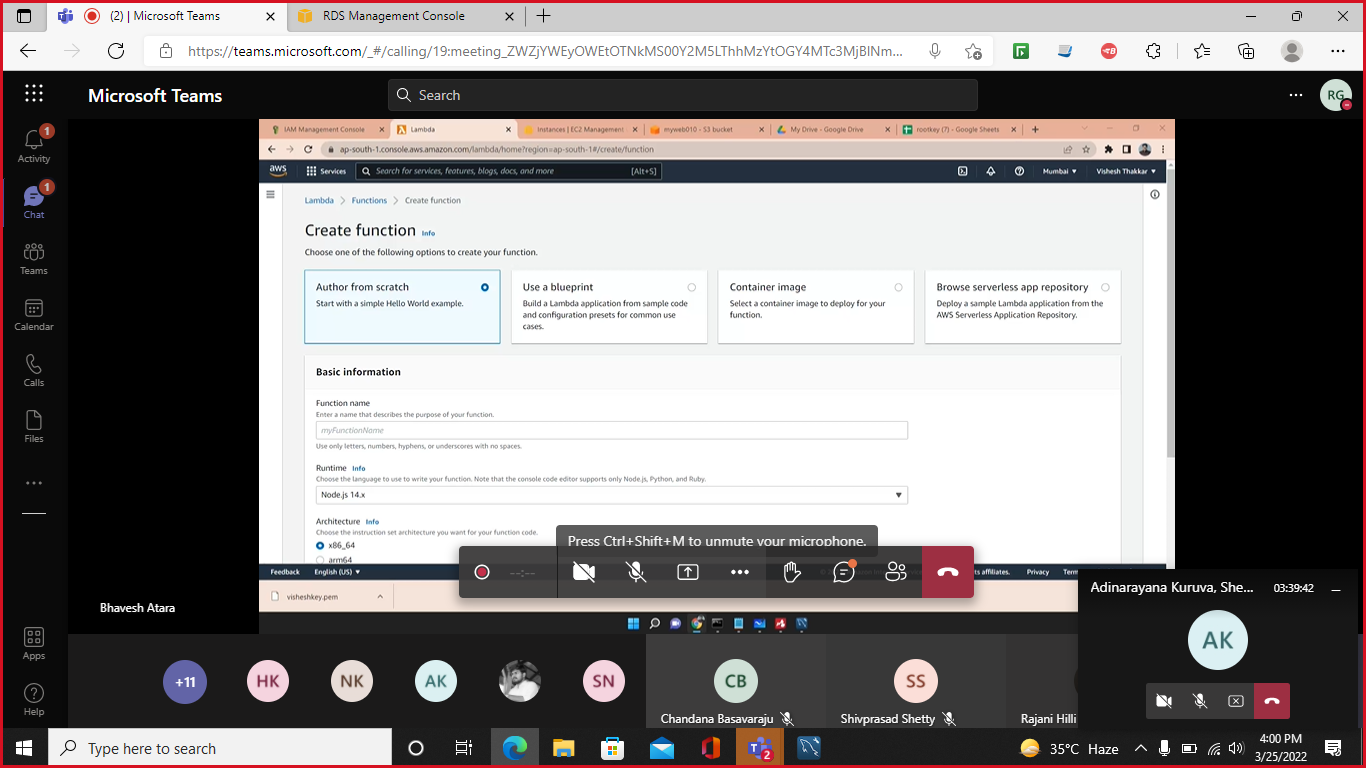 (2) | Microsoft Teams
RDS Management Console
https://teams.microsoft.com/_#/calling/19:meeting_ZWZjYWEyOWEtOTNkMS00Y2M5LThhMzYtOGY4MTc3MjBlNm...
Microsoft Teams
Search
RG
1
Activity
1
Chat
Teams
Calendar
Calls
Files
Apps
Help
IAM Management Console
Lambda
Instances | EC2 Management
myweb010 - S3 bucket
My Drive - Google Drive
rootkey (7) - Google Sheets
ap-south-1.console.aws.amazon.com/lambda/home?region=ap-south-1#/create/function
aws
Services
Search for services, features, blogs, docs, and more
[Alt+S]
Mumbai
Vishesh Thakkar
Lambda > Functions > Create function
Create function Info
Choose one of the following options to create your function.
Author from scratch
Start with a simple Hello World example.
Use a blueprint
Build a Lambda application from sample code
and configuration presets for common use
cases.
Container image
Select a container image to deploy for your
function.
Browse serverless app repository
Deploy a sample Lambda application from the
AWS Serverless Application Repository.
Basic information
Function name
Enter a name that describes the purpose of your function.
myFunctionName
Use only letters, numbers, hyphens, or underscores with no spaces.
Runtime Info
Choose the language to use to write your function. Note that the console code editor supports only Node.js, Python, and Ruby.
Node.js 14.x
Architecture Info
Choose the instruction set architecture you want for your function code.
x86_64
arm64
Press Ctrl+Shift+M to unmute your microphone.
--:--
Feedback
English (US)
ts affiliates.
Privacy
Term
visheshkey.pem
Bhavesh Atara
Adinarayana Kuruva, She...
03:39:42
AK
+11
HK
NK
AK
SN
CB
SS
Chandana Basavaraju
Shivprasad Shetty
Rajani Hilli
Type here to search
2
35°C Haze
4:00 PM
3/25/2022